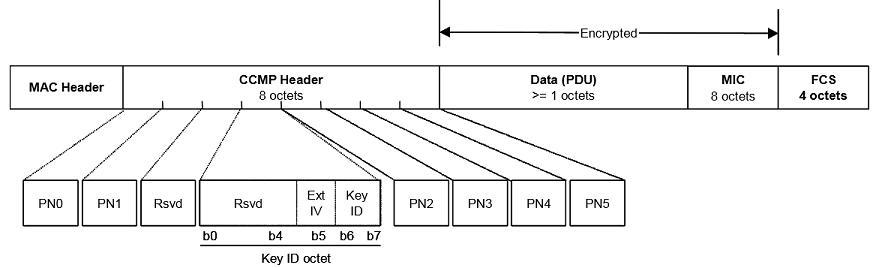 Encrypted
MAC Header
CCMP Header
8 octets
Data (PDU)
>= 1 octets
MIC
8 octets
FCS
4 octets
PN0
PN1
Rsvd
Rsvd
Ext
IV
Key
ID
PN2
PN3
PN4
PN5
b0 b4 b5 b6 b7
Key ID octet